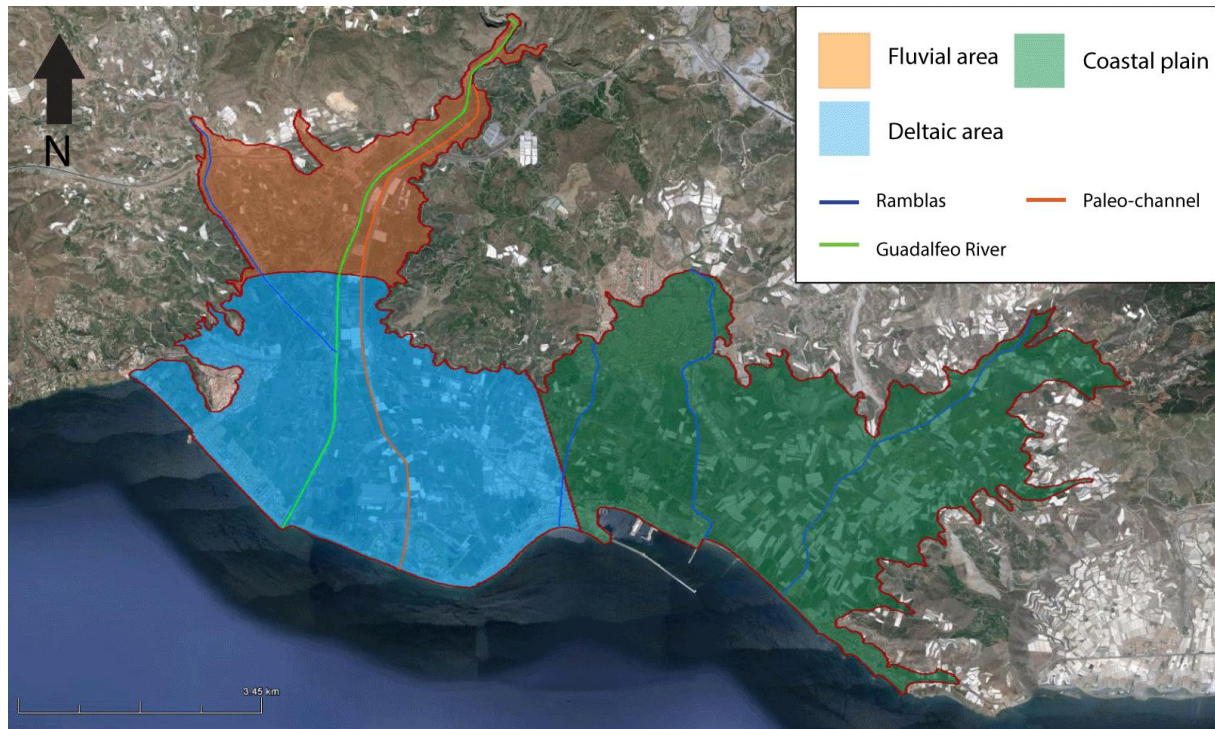 N
Fluvial area
Coastal plain
Deltaic area
Ramblas
Paleo-channel
Guadalfeo River
3.45 km